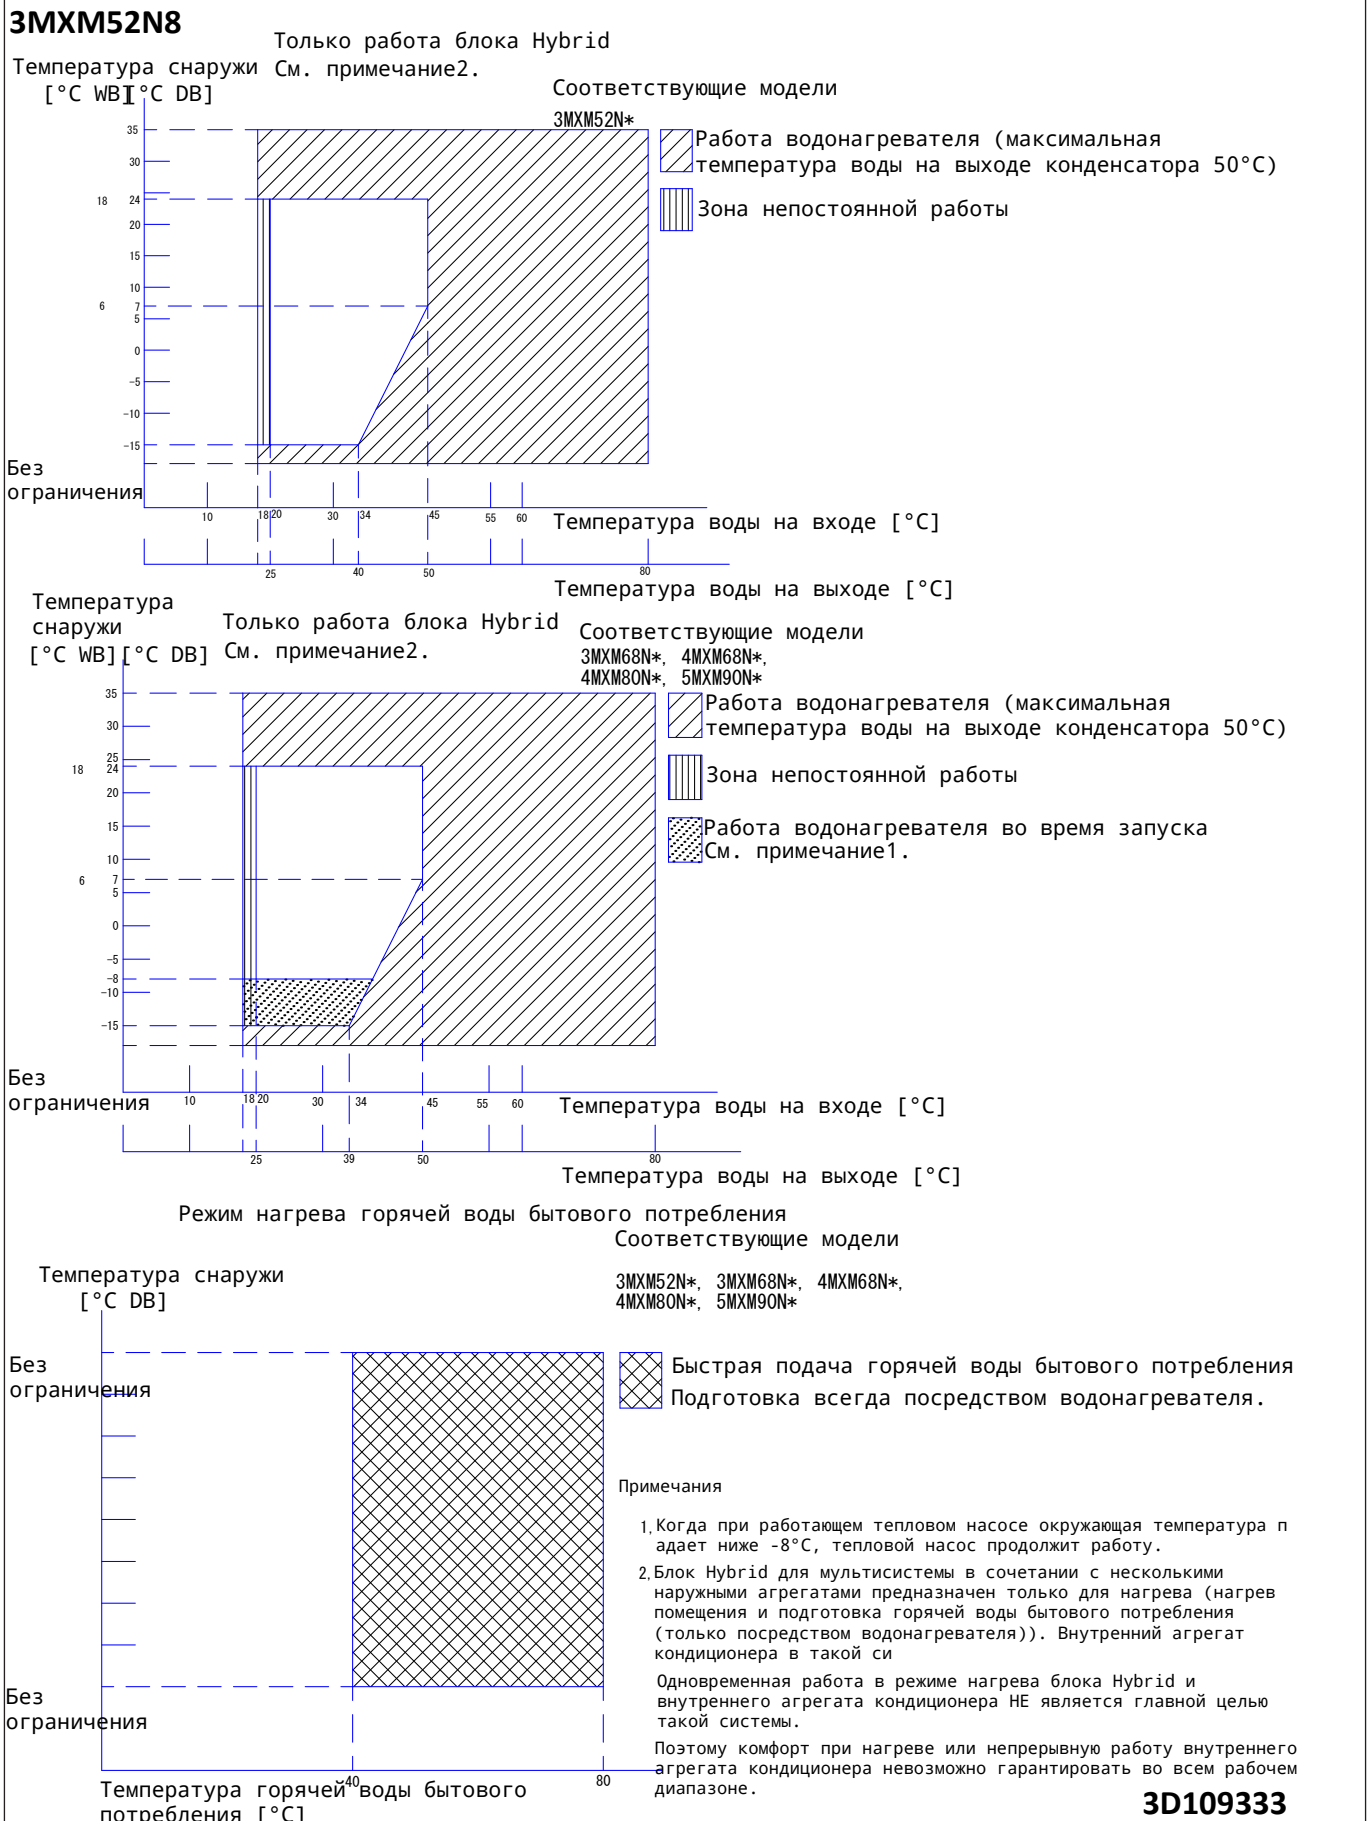 3MXM52N8
Только работа блока Hybrid
См. примечание2.
Температура снаружи
[°C WB][°C DB]
Соответствующие модели
3MXM52N*
Работа водонагревателя (максимальная
температура воды на выходе конденсатора 50°C)
Зона непостоянной работы
35
30
18 24
20
15
10
6 7
5
0
-5
-10
-15
Без
ограничения
10 18 20 30 34 45 55 60
Температура воды на входе [°C]
25 40 50 80
Температура воды на выходе [°C]
Температура
снаружи
[°C WB][°C DB]
Только работа блока Hybrid
См. примечание2.
Соответствующие модели
3MXM68N*, 4MXM68N*,
4MXM80N*, 5MXM90N*
Работа водонагревателя (максимальная
температура воды на выходе конденсатора 50°C)
Зона непостоянной работы
Работа водонагревателя во время запуска
См. примечание1.
35
30
25
18 24
20
15
10
6 7
5
0
-5
-8
-10
-15
Без
ограничения
10 18 20 30 34 45 55 60
Температура воды на входе [°C]
25 39 50 80
Температура воды на выходе [°C]
Режим нагрева горячей воды бытового потребления
Соответствующие модели
3MXM52N*, 3MXM68N*, 4MXM68N*,
4MXM80N*, 5MXM90N*
Температура снаружи
[°C DB]
Без
ограничения
Быстрая подача горячей воды бытового потребления
Подготовка всегда посредством водонагревателя.
Без
ограничения
40 80
Температура горячей воды бытового
потребления [°C]
Примечания
1. Когда при работающем тепловом насосе окружающая температура п
адает ниже -8°C, тепловой насос продолжит работу.
2. Блок Hybrid для мультисистемы в сочетании с несколькими
наружными агрегатами предназначен только для нагрева (нагрев
помещения и подготовка горячей воды бытового потребления
(только посредством водонагревателя)). Внутренний агрегат
кондиционера в такой си
Одновременная работа в режиме нагрева блока Hybrid и
внутреннего агрегата кондиционера НЕ является главной целью
такой системы.
Поэтому комфорт при нагреве или непрерывную работу внутреннего
агрегата кондиционера невозможно гарантировать во всем рабочем
диапазоне.
3D109333